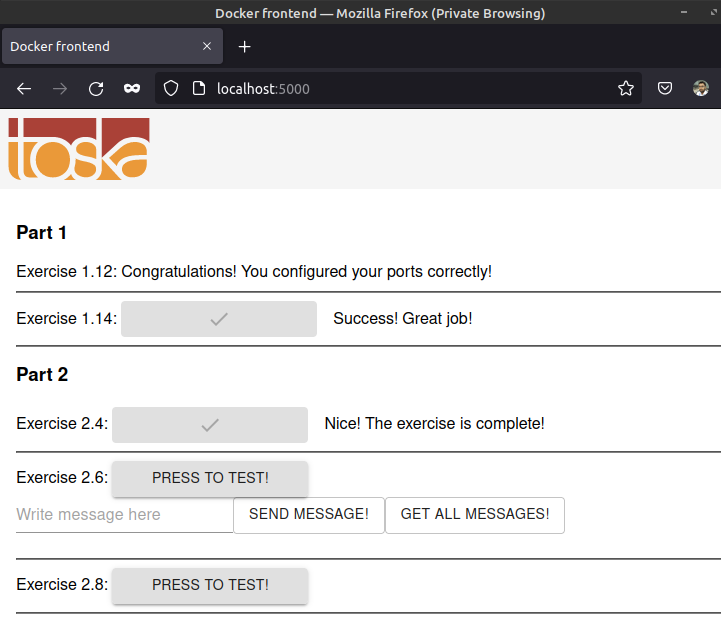 Docker frontend — Mozilla Firefox (Private Browsing)
Docker frontend
localhost:5000
toska
Part 1
Exercise 1.12: Congratulations! You configured your ports correctly!
Exercise 1.14: Success! Great job!
Part 2
Exercise 2.4: Nice! The exercise is complete!
Exercise 2.6: PRESS TO TEST!
Write message here SEND MESSAGE! GET ALL MESSAGES!
Exercise 2.8: PRESS TO TEST!